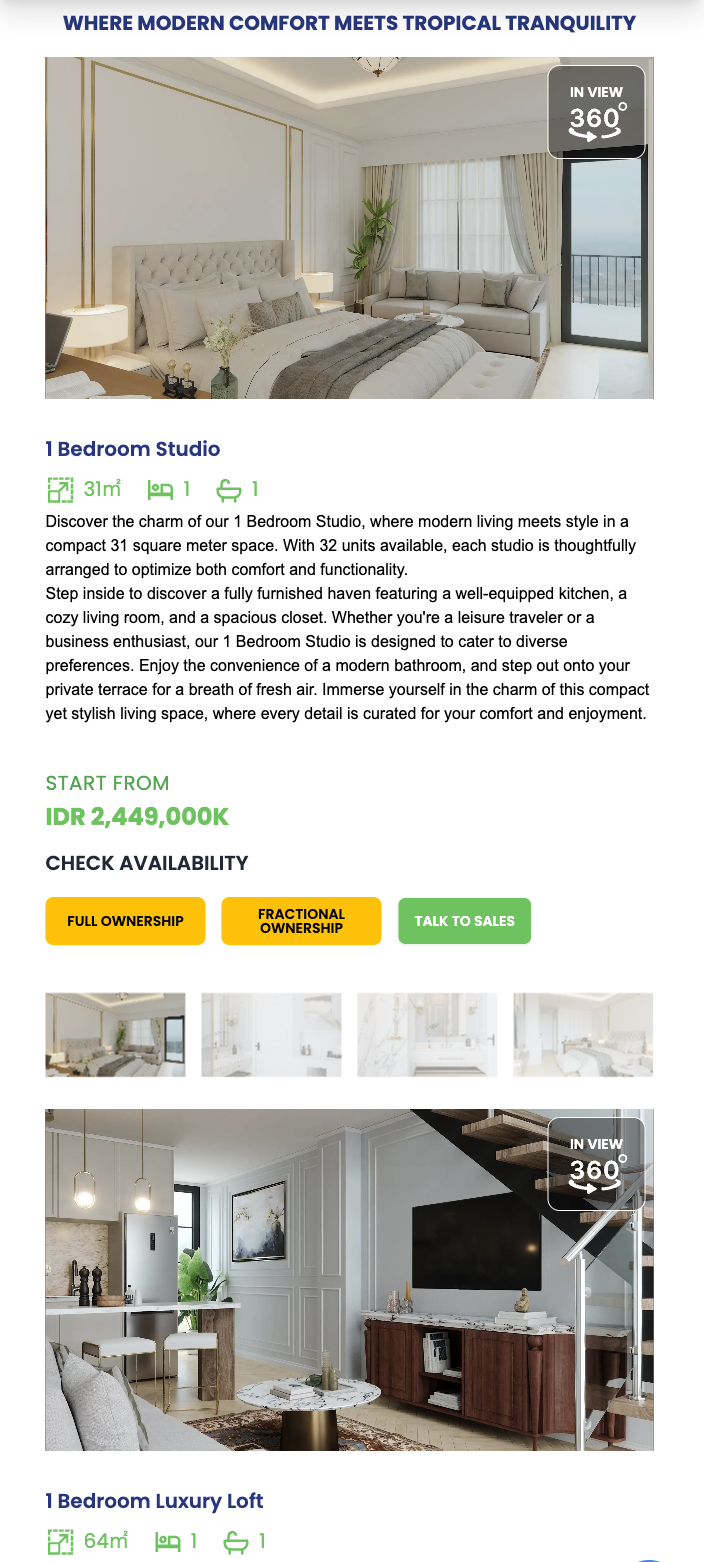 WHERE MODERN COMFORT MEETS TROPICAL TRANQUILITY
IN VIEW
360°
1 Bedroom Studio
31㎡ 1 1
Discover the charm of our 1 Bedroom Studio, where modern living meets style in a
compact 31 square meter space. With 32 units available, each studio is thoughtfully
arranged to optimize both comfort and functionality.
Step inside to discover a fully furnished haven featuring a well-equipped kitchen, a
cozy living room, and a spacious closet. Whether you're a leisure traveler or a
business enthusiast, our 1 Bedroom Studio is designed to cater to diverse
preferences. Enjoy the convenience of a modern bathroom, and step out onto your
private terrace for a breath of fresh air. Immerse yourself in the charm of this compact
yet stylish living space, where every detail is curated for your comfort and enjoyment.
START FROM
IDR 2,449,000K
CHECK AVAILABILITY
FULL OWNERSHIP
FRACTIONAL
OWNERSHIP
TALK TO SALES
IN VIEW
360°
1 Bedroom Luxury Loft
64㎡ 1 1